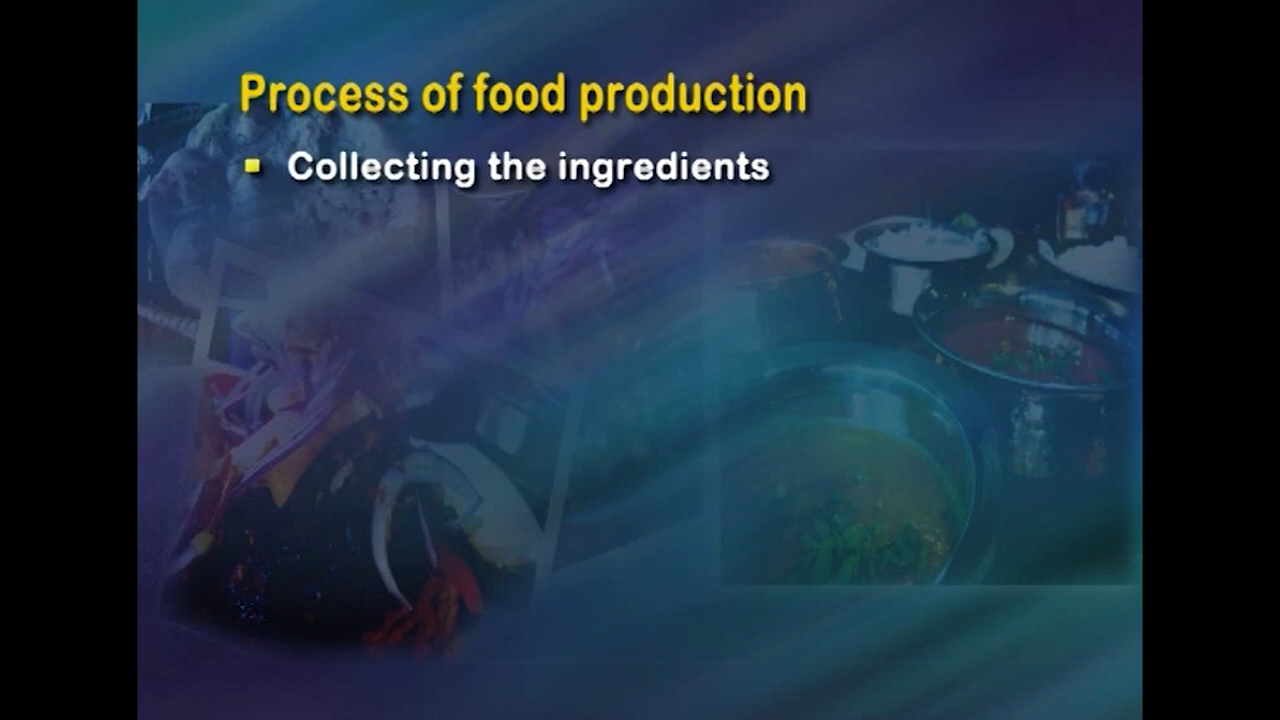 Process of food production
▪ Collecting the ingredients